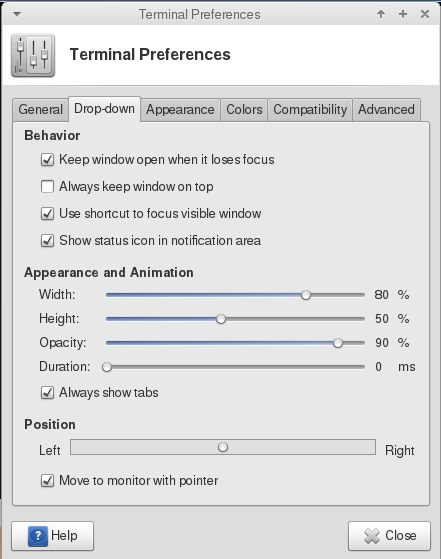 Terminal Preferences
Terminal Preferences
General Drop-down Appearance Colors Compatibility Advanced
Behavior
Keep window open when it loses focus
Always keep window on top
Use shortcut to focus visible window
Show status icon in notification area
Appearance and Animation
Width: 80 %
Height: 50 %
Opacity: 90 %
Duration: 0 ms
Always show tabs
Position
Left Right
Move to monitor with pointer
? Help Close